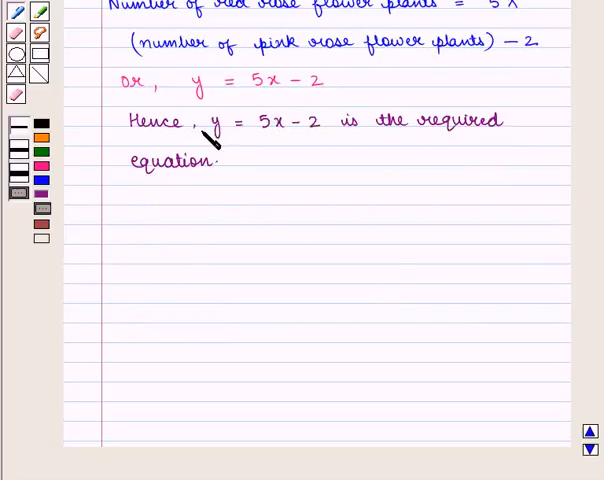 Number of red rose flower plants = 5 x
(number of pink rose flower plants) – 2
or, y = 5x – 2
Hence, y = 5x – 2 is the required
equation.